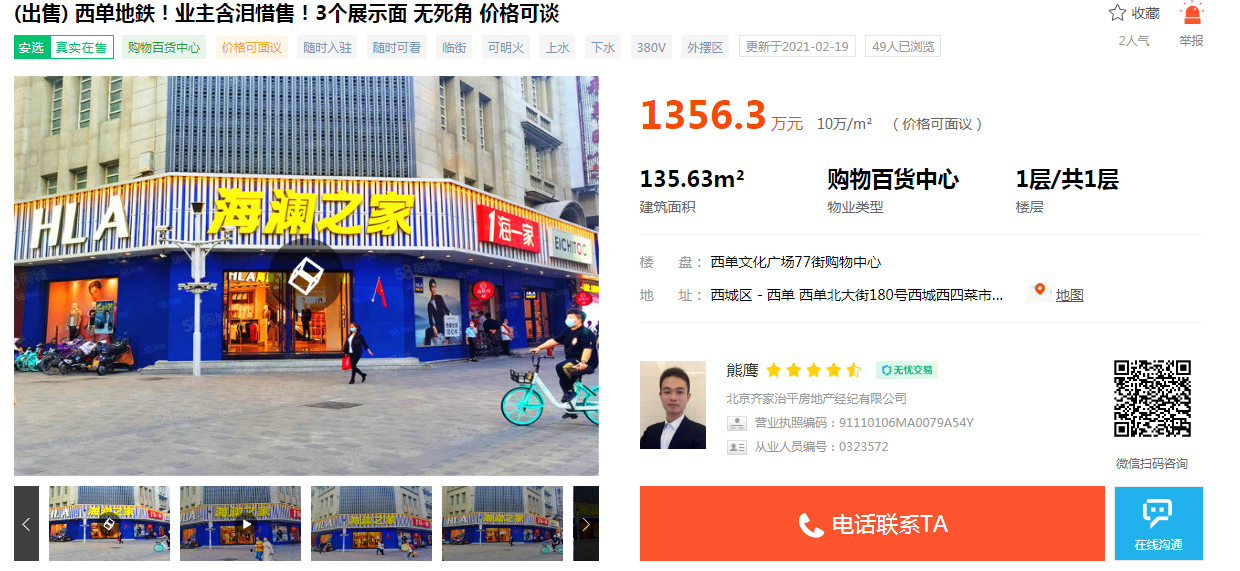 (出售) 西单地鉄！业主含泪惜售！3个展示面 无死角 价格可谈
收藏
2人气
举报
安选 真实在售 购物百货中心 价格可面议 随时入驻 随时可看 临街 可明火 上水 下水 380V 外摆区 更新于2021-02-19 49人已浏览
HLA
海澜之家
海一家
EICHITOO
HLA
58同城
1356.3 万元 10万/m² （价格可面议）
135.63m² 购物百货中心 1层/共1层
建筑面积 物业类型 楼层
楼 盘： 西单文化广场77街购物中心
地 址： 西城区 - 西单 西单北大街180号西城西四菜市... 地图
熊鹰 无忧交易
北京齐家治平房地产经纪有限公司
营业执照编码：91110106MA0079A54Y
从业人员编号：0323572
微信扫码咨询
电话联系TA
在线沟通